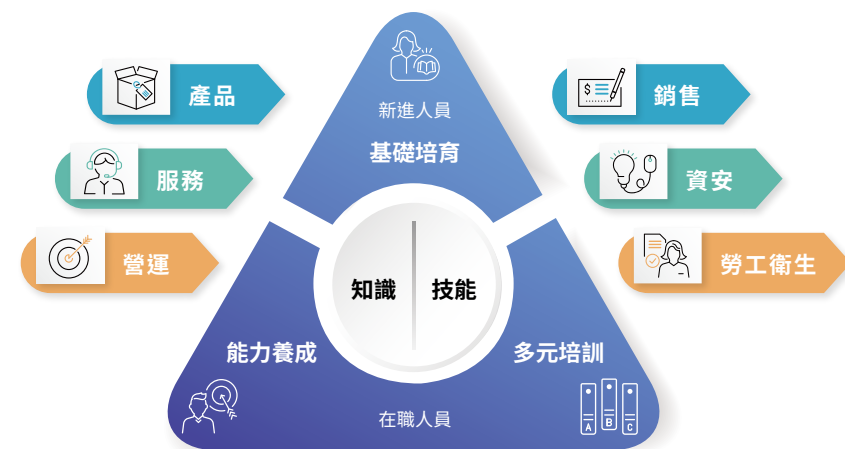 產品
服務
營運
新進人員
基礎培育
知識
技能
能力養成
多元培訓
在職人員
A
B
C
$
銷售
資安
勞工衛生